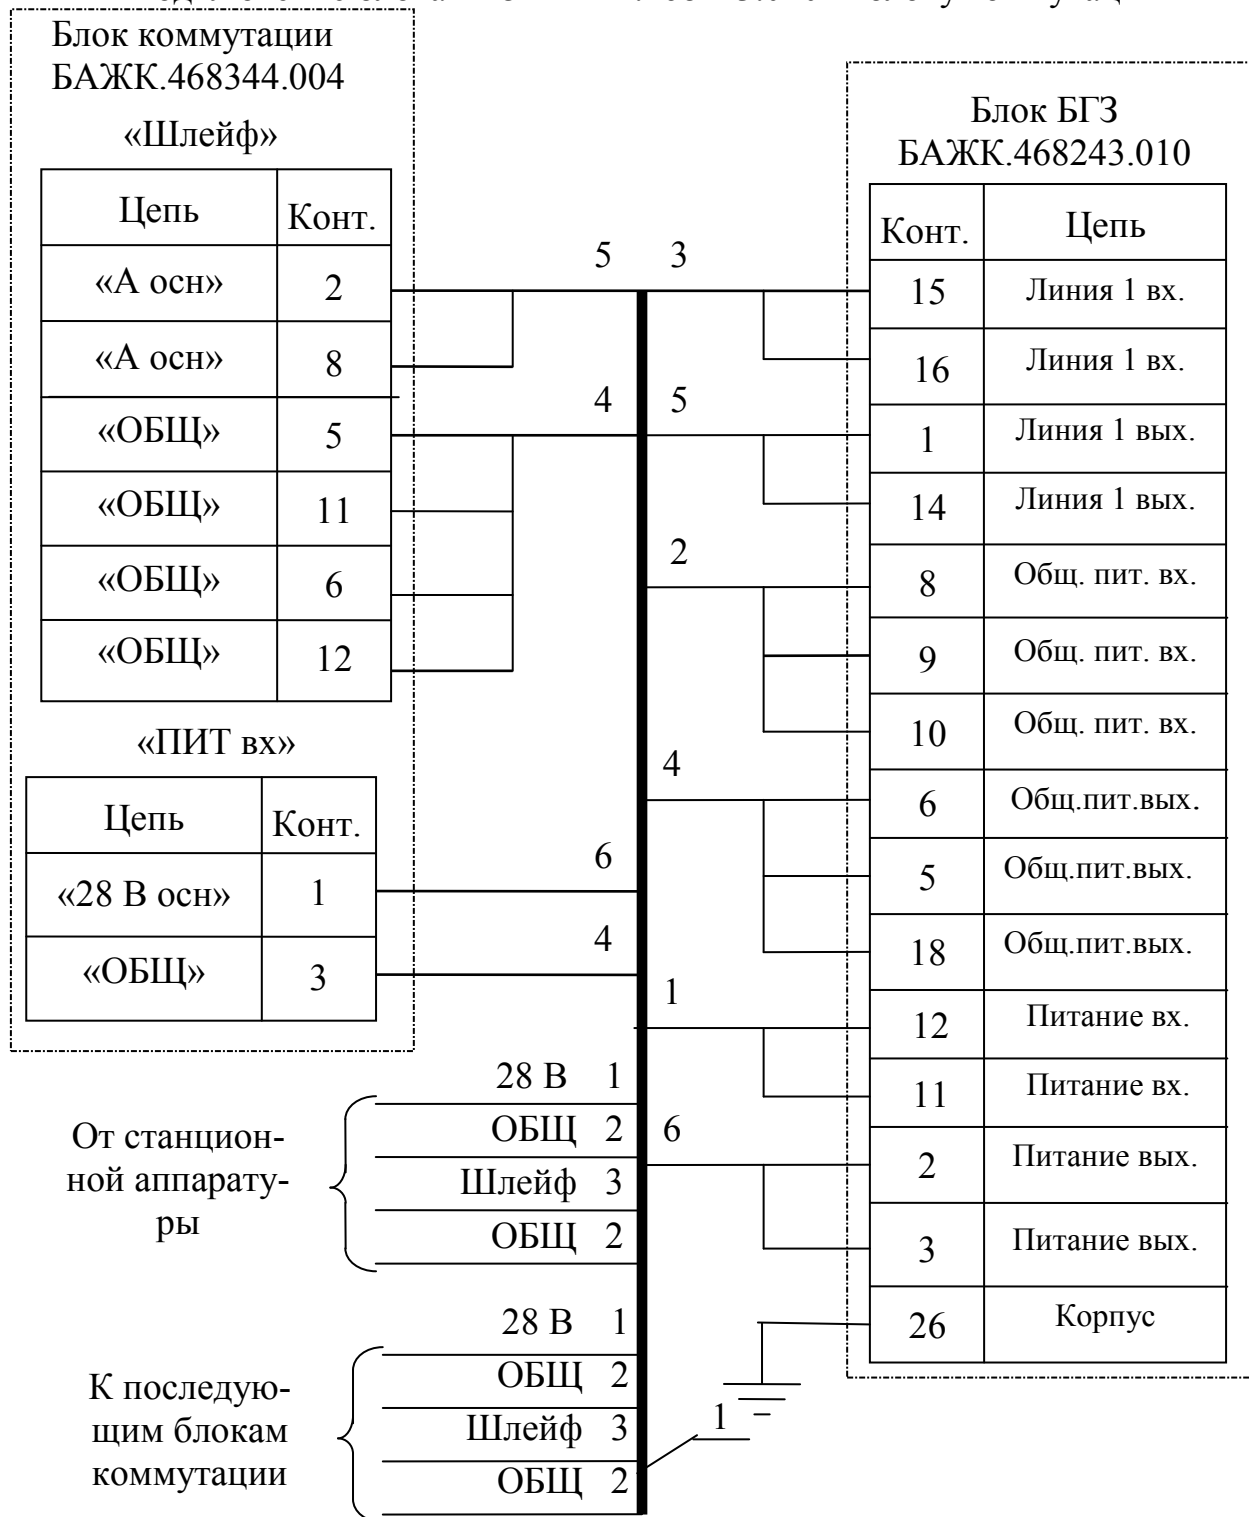 Блок коммутации
БАЖК.468344.004
«Шлейф»
Цепь Конт.
«А осн» 2
«А осн» 8
«ОБЩ» 5
«ОБЩ» 11
«ОБЩ» 6
«ОБЩ» 12
«ПИТ вх»
Цепь Конт.
«28 В осн» 1
«ОБЩ» 3
5 3
4 5
2
4
6
4
1
6
Блок БГЗ
БАЖК.468243.010
Конт. Цепь
15 Линия 1 вх.
16 Линия 1 вх.
1 Линия 1 вых.
14 Линия 1 вых.
8 Общ. пит. вх.
9 Общ. пит. вх.
10 Общ. пит. вх.
6 Общ.пит.вых.
5 Общ.пит.вых.
18 Общ.пит.вых.
12 Питание вх.
11 Питание вх.
2 Питание вых.
3 Питание вых.
26 Корпус
От станцион-
ной аппарату-
ры
28 В 1
ОБЩ 2
Шлейф 3
ОБЩ 2
К последую-
щим блокам
коммутации
28 В 1
ОБЩ 2
Шлейф 3
ОБЩ 2
1